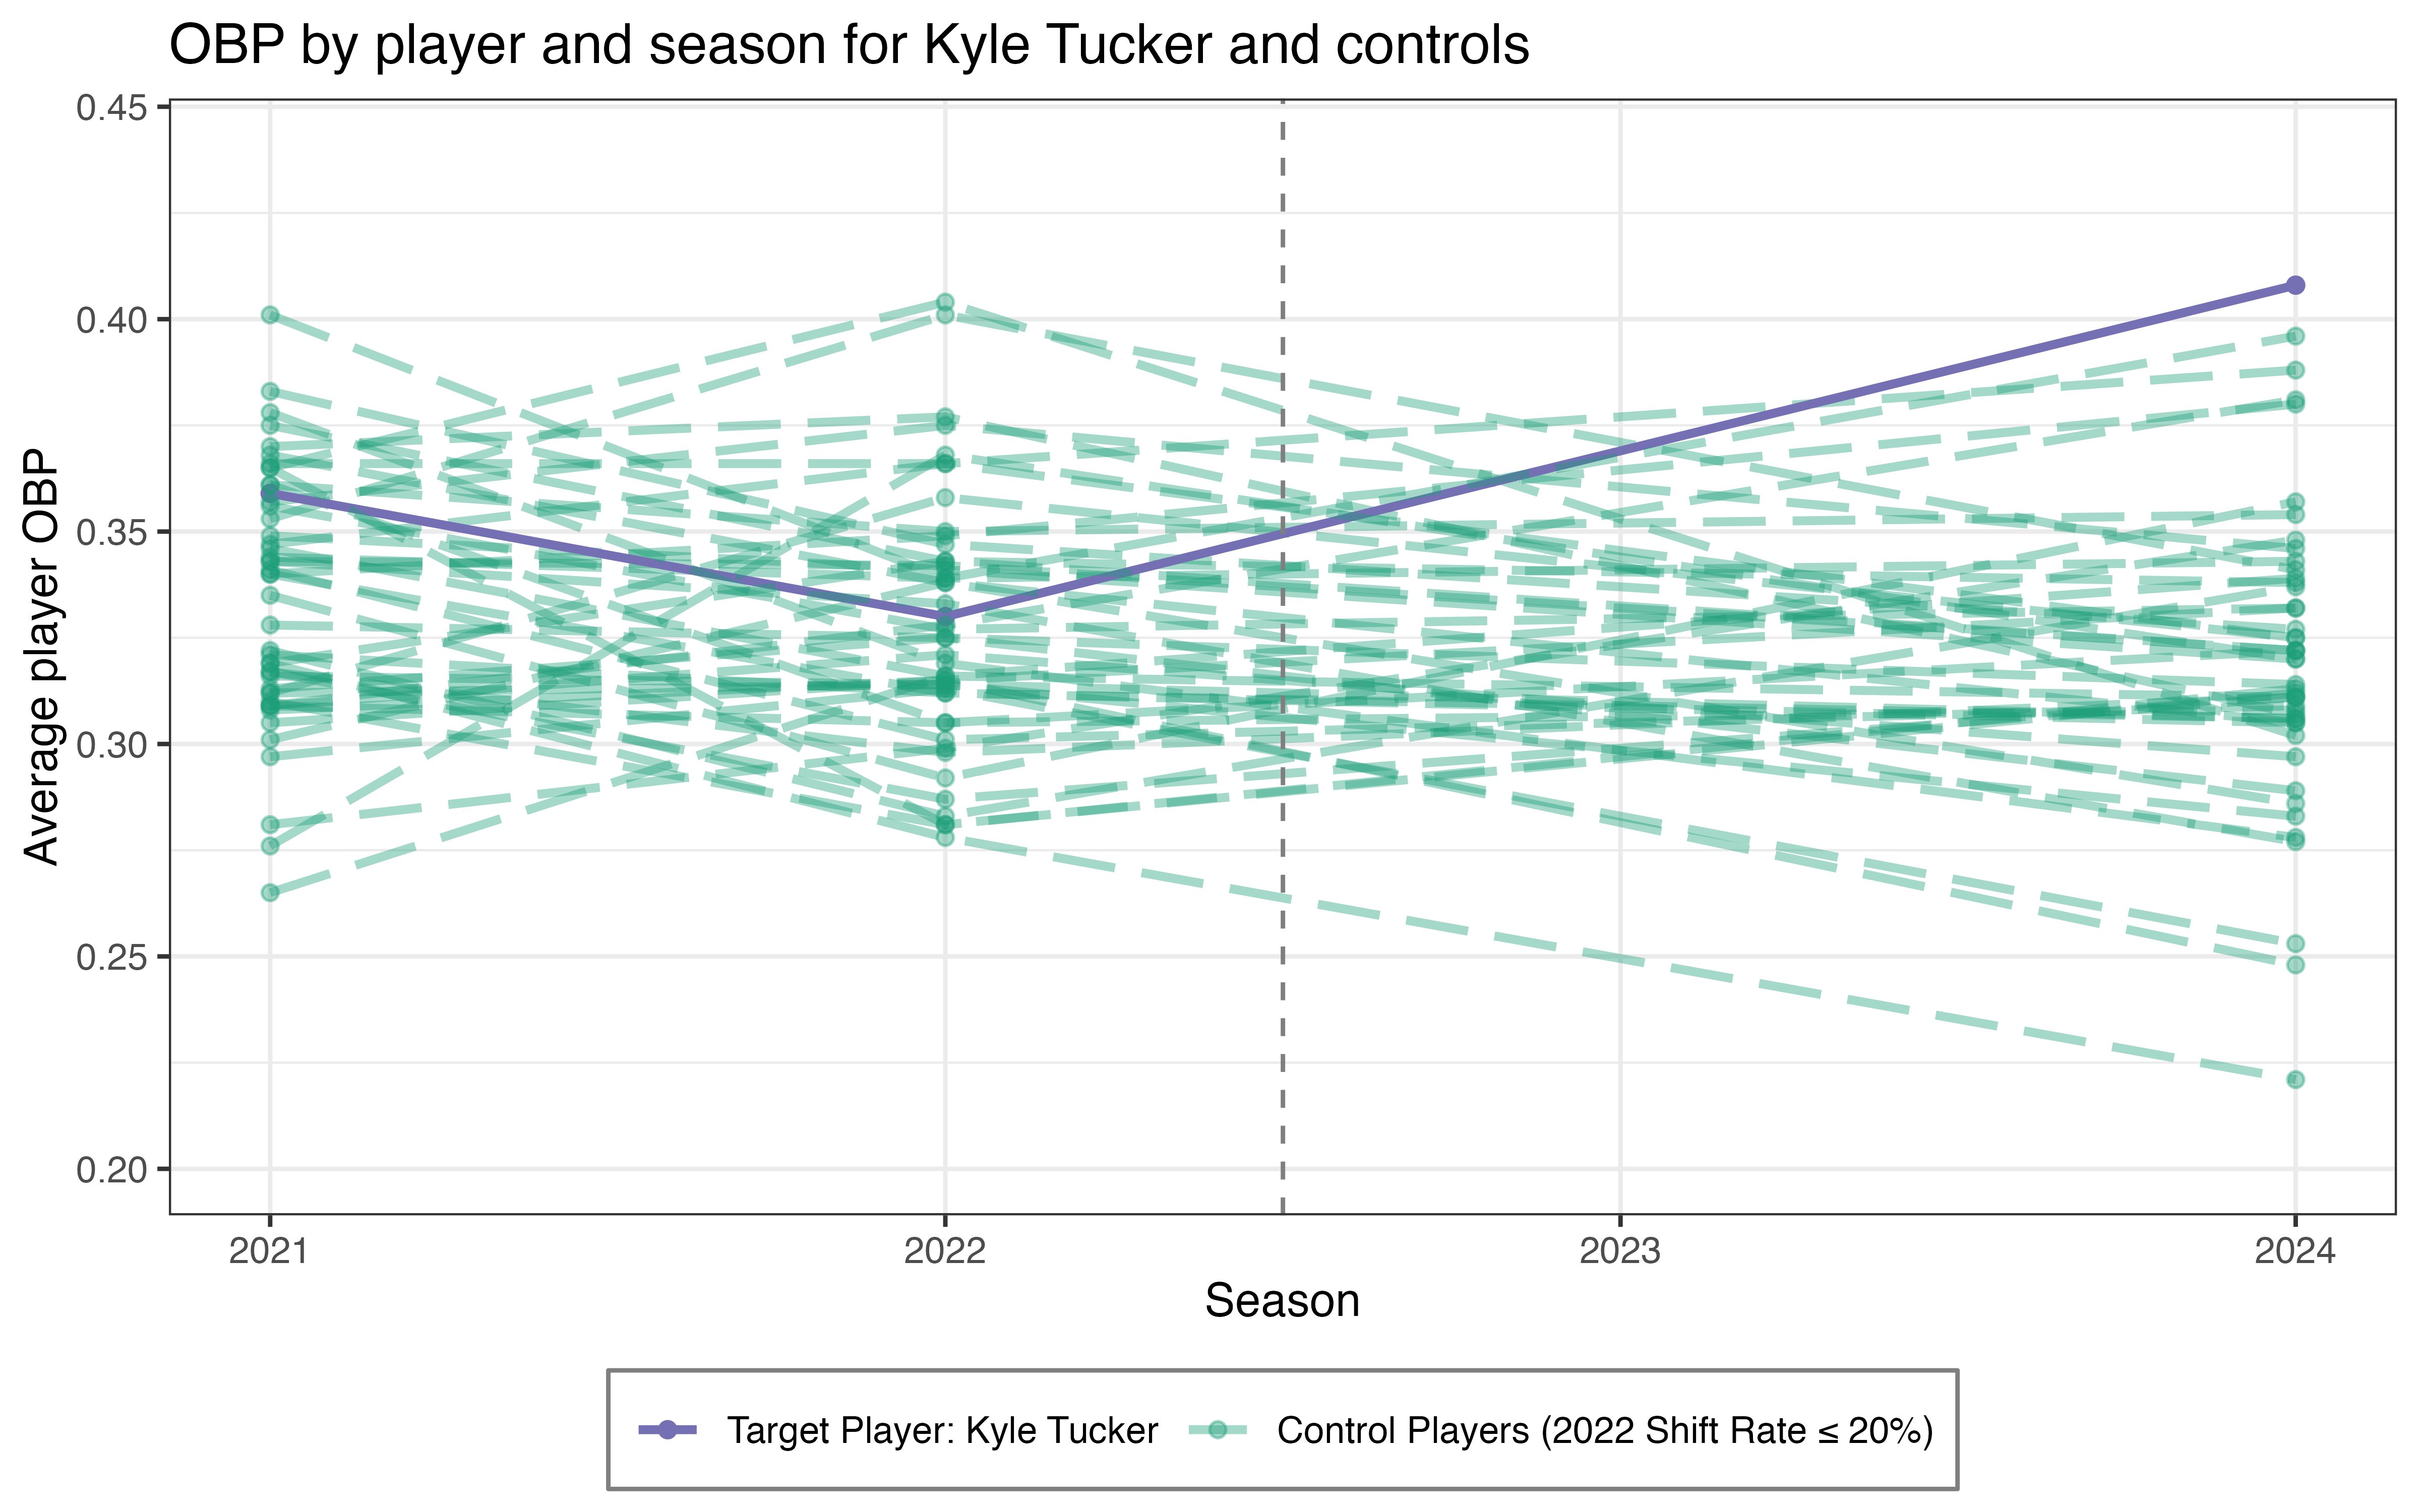 OBP by player and season for Kyle Tucker and controls
Average player OBP
0.45
0.40
0.35
0.30
0.25
0.20
2021
2022
2023
2024
Season
Target Player: Kyle Tucker
Control Players (2022 Shift Rate ≤ 20%)